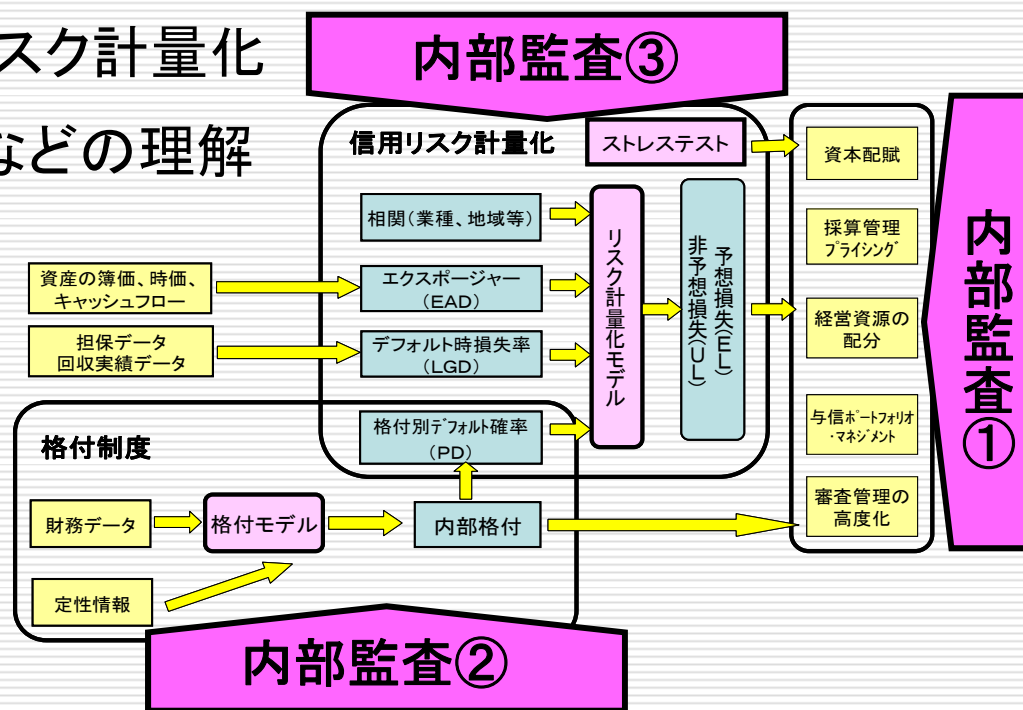 スク計量化
などの理解
内部監査③
信用リスク計量化
ストレステスト
資本配賦
相関(業種、地域等)
採算管理
プライシング
資産の簿価、時価、
キャッシュフロー
エクスポージャー
(EAD)
リスク計量化モデル
予想損失(EL)
非予想損失(UL)
経営資源の
配分
内部監査①
担保データ
回収実績データ
デフォルト時損失率
(LGD)
格付制度
格付別デフォルト確率
(PD)
与信ポートフォリオ
・マネジメント
財務データ
格付モデル
内部格付
審査管理の
高度化
定性情報
内部監査②